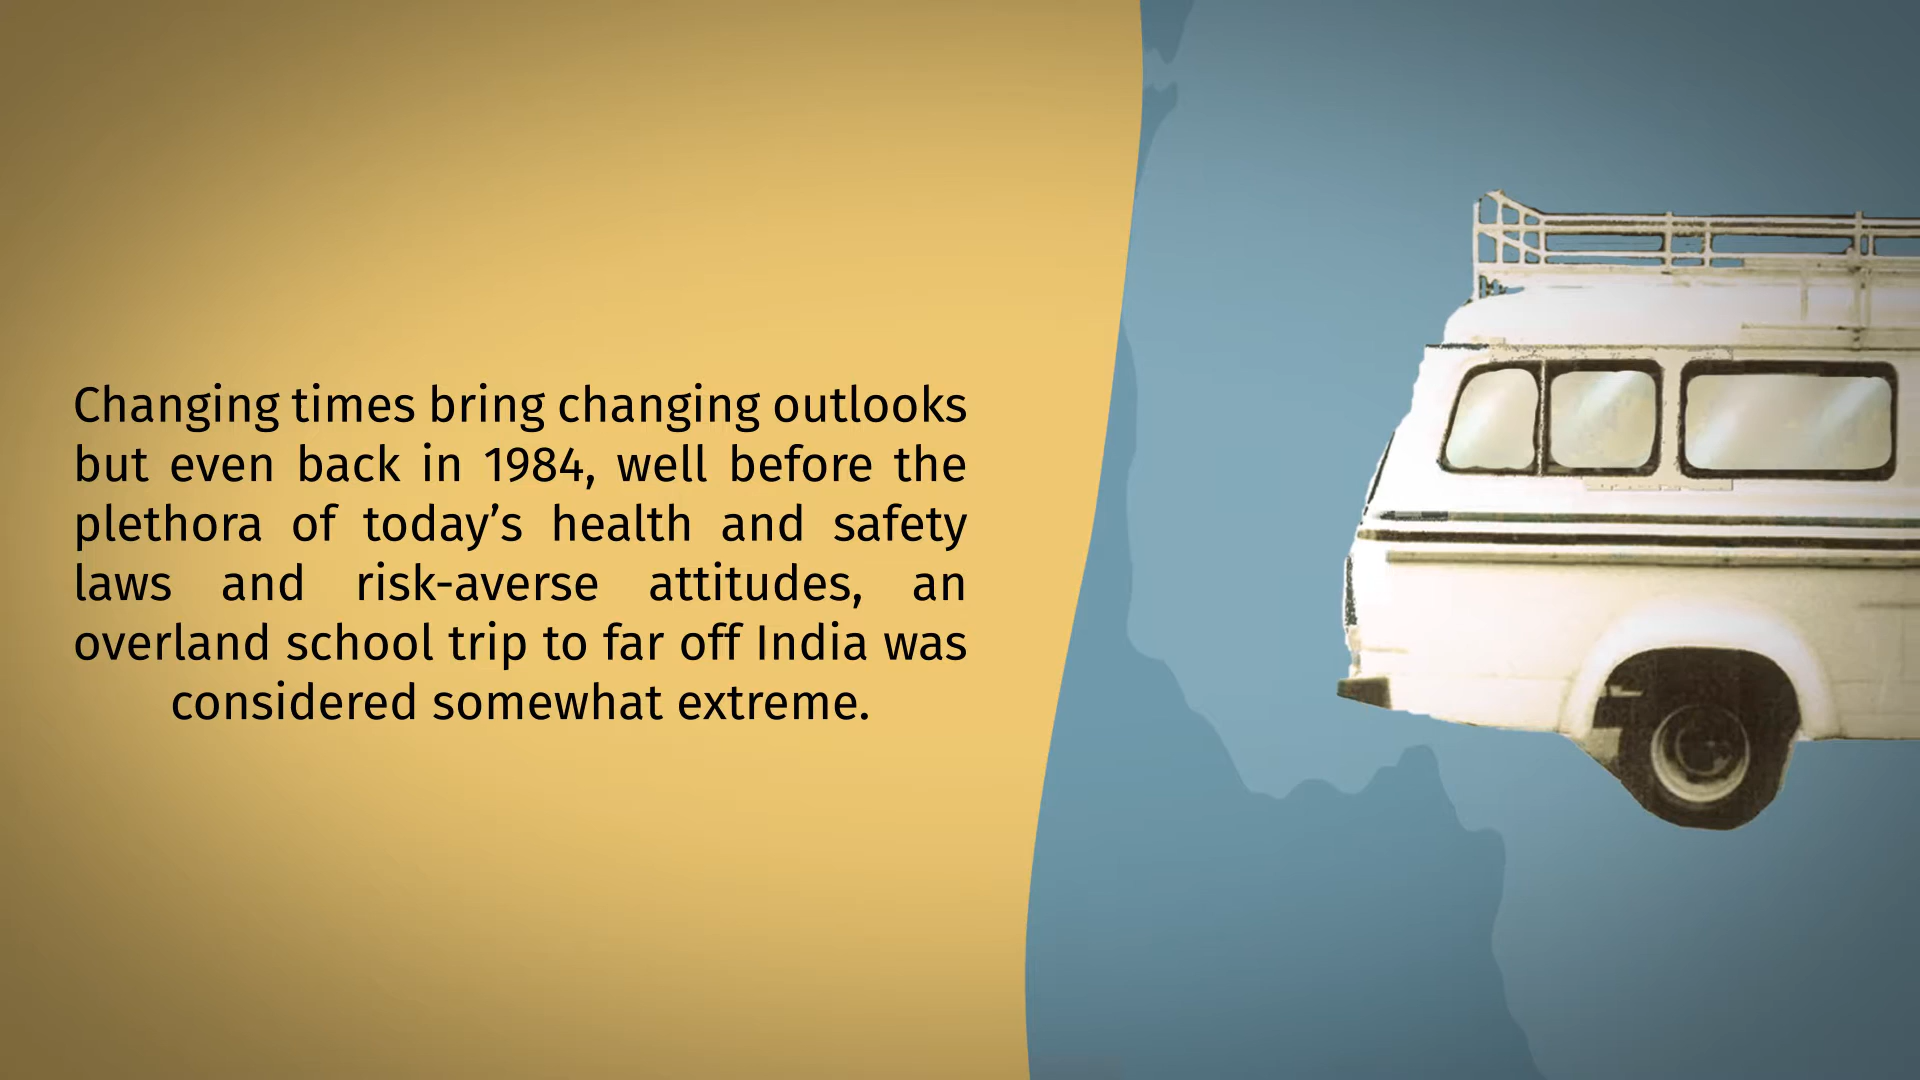 Changing times bring changing outlooks
but even back in 1984, well before the
plethora of today’s health and safety
laws and risk-averse attitudes, an
overland school trip to far off India was
considered somewhat extreme.